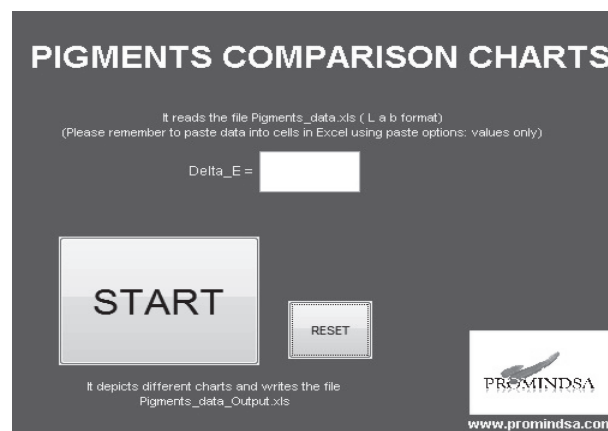 PIGMENTS COMPARISON CHARTS
It reads the file Pigments_data.xls ( L a b format)
(Please remember to paste data into cells in Excel using paste options: values only)
Delta_E =
START
RESET
It depicts different charts and writes the file
Pigments_data_Output.xls
PROMINDSA
www.promindsa.com